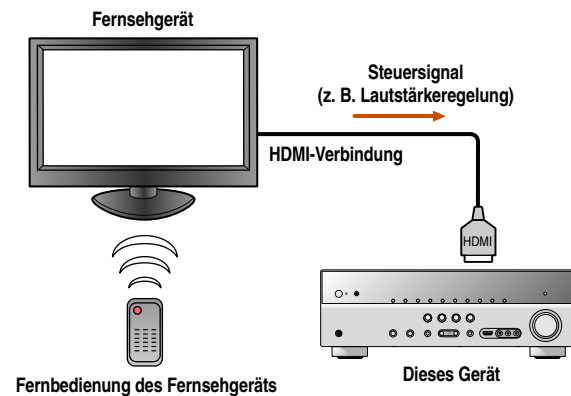 Fernsehgerät
Steuersignal
(z. B. Lautstärkeregelung)
HDMI-Verbindung
HDMI
Fernbedienung des Fernsehgeräts
Dieses Gerät